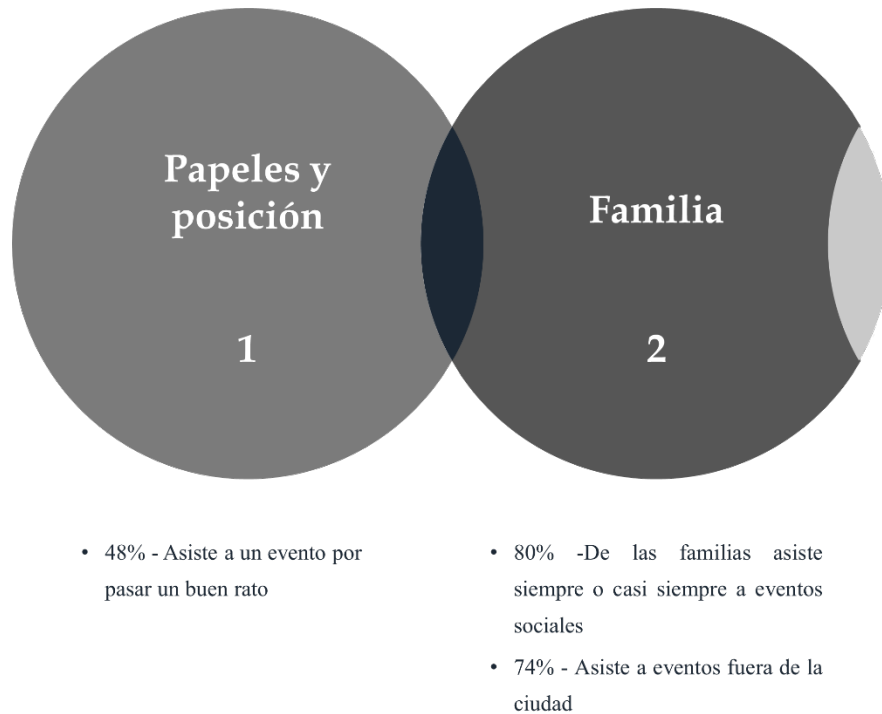 Papeles y
posición
1
Familia
2
• 48% - Asiste a un evento por
pasar un buen rato
• 80% -De las familias asiste
siempre o casi siempre a eventos
sociales
• 74% - Asiste a eventos fuera de la
ciudad